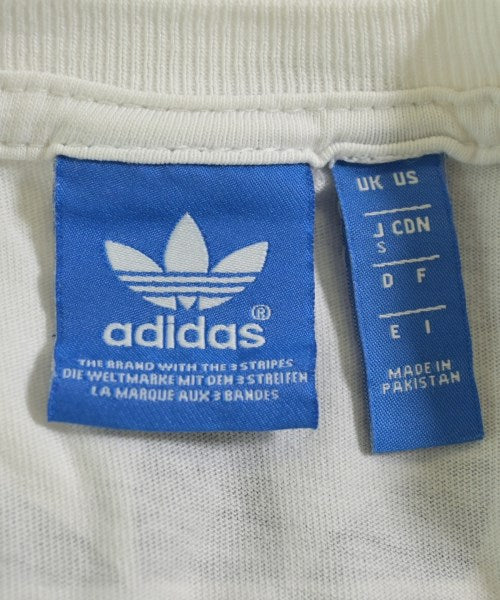 adidas®
THE BRAND WITH THE 3 STRIPES
DIE WELTMARKE MIT DEN 3 STREIFEN
LA MARQUE AUX 3 BANDES
UK US
J CDN
S
D F
E I
MADE IN
PAKISTAN